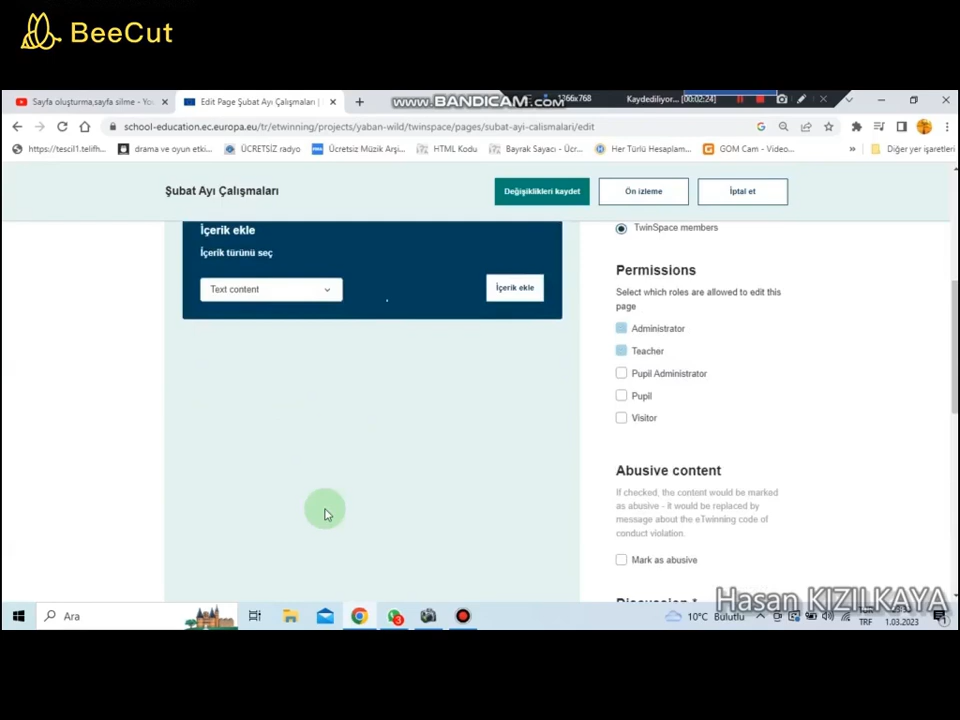 BeeCut
Sayfa oluşturma,sayfa silme - Yo
Edit Page Şubat Ayı Çalışmaları |
www.BANDICAM.com
1366x768
Kaydediliyor... [00:02:24]
school-education.ec.europa.eu/tr/etwinning/projects/yaban-wild/twinspace/pages/subat-ayi-calismalari/edit
https://tescil1.telifh...
drama ve oyun etki...
ÜCRETSİZ radyo
Ücretsiz Müzik Arşi...
HTML Kodu
Bayrak Sayacı - Ücr...
Her Türlü Hesaplam...
GOM Cam - Video...
»
Diğer yer işaretleri
Şubat Ayı Çalışmaları
Değişiklikleri kaydet
Ön izleme
İptal et
İçerik ekle
İçerik türünü seç
Text content
İçerik ekle
TwinSpace members
Permissions
Select which roles are allowed to edit this
page
Administrator
Teacher
Pupil Administrator
Pupil
Visitor
Abusive content
If checked, the content would be marked
as abusive - it would be replaced by
message about the eTwinning code of
conduct violation.
Mark as abusive
Discussion *
Hasan KIZILKAYA
Ara
3
10°C Bulutlu
TRF
1.03.2023